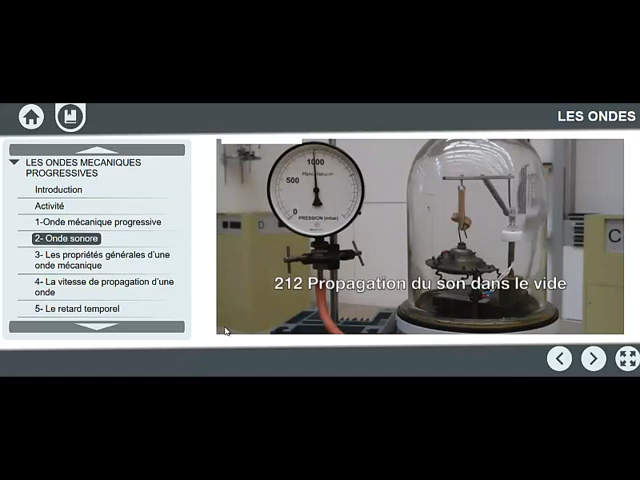 LES ONDES
LES ONDES MECANIQUES
PROGRESSIVES
Introduction
Activité
1-Onde mécanique progressive
2- Onde sonore
3- Les propriétés générales d'une
onde mécanique
4- La vitesse de propagation d'une
onde
5- Le retard temporel
1000
500
0
PRESSION (mbar)
C
212 Propagation du son dans le vide